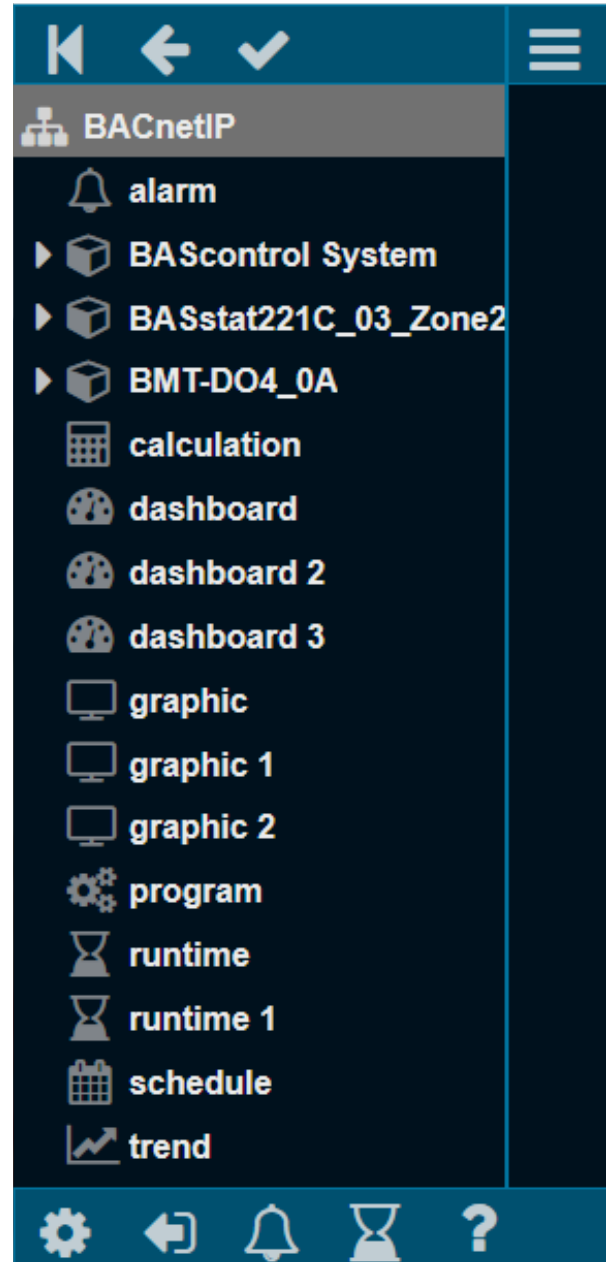 BACnetIP
alarm
BAScontrol System
BASstat221C_03_Zone2
BMT-DO4_0A
calculation
dashboard
dashboard 2
dashboard 3
graphic
graphic 1
graphic 2
program
runtime
runtime 1
schedule
trend
?